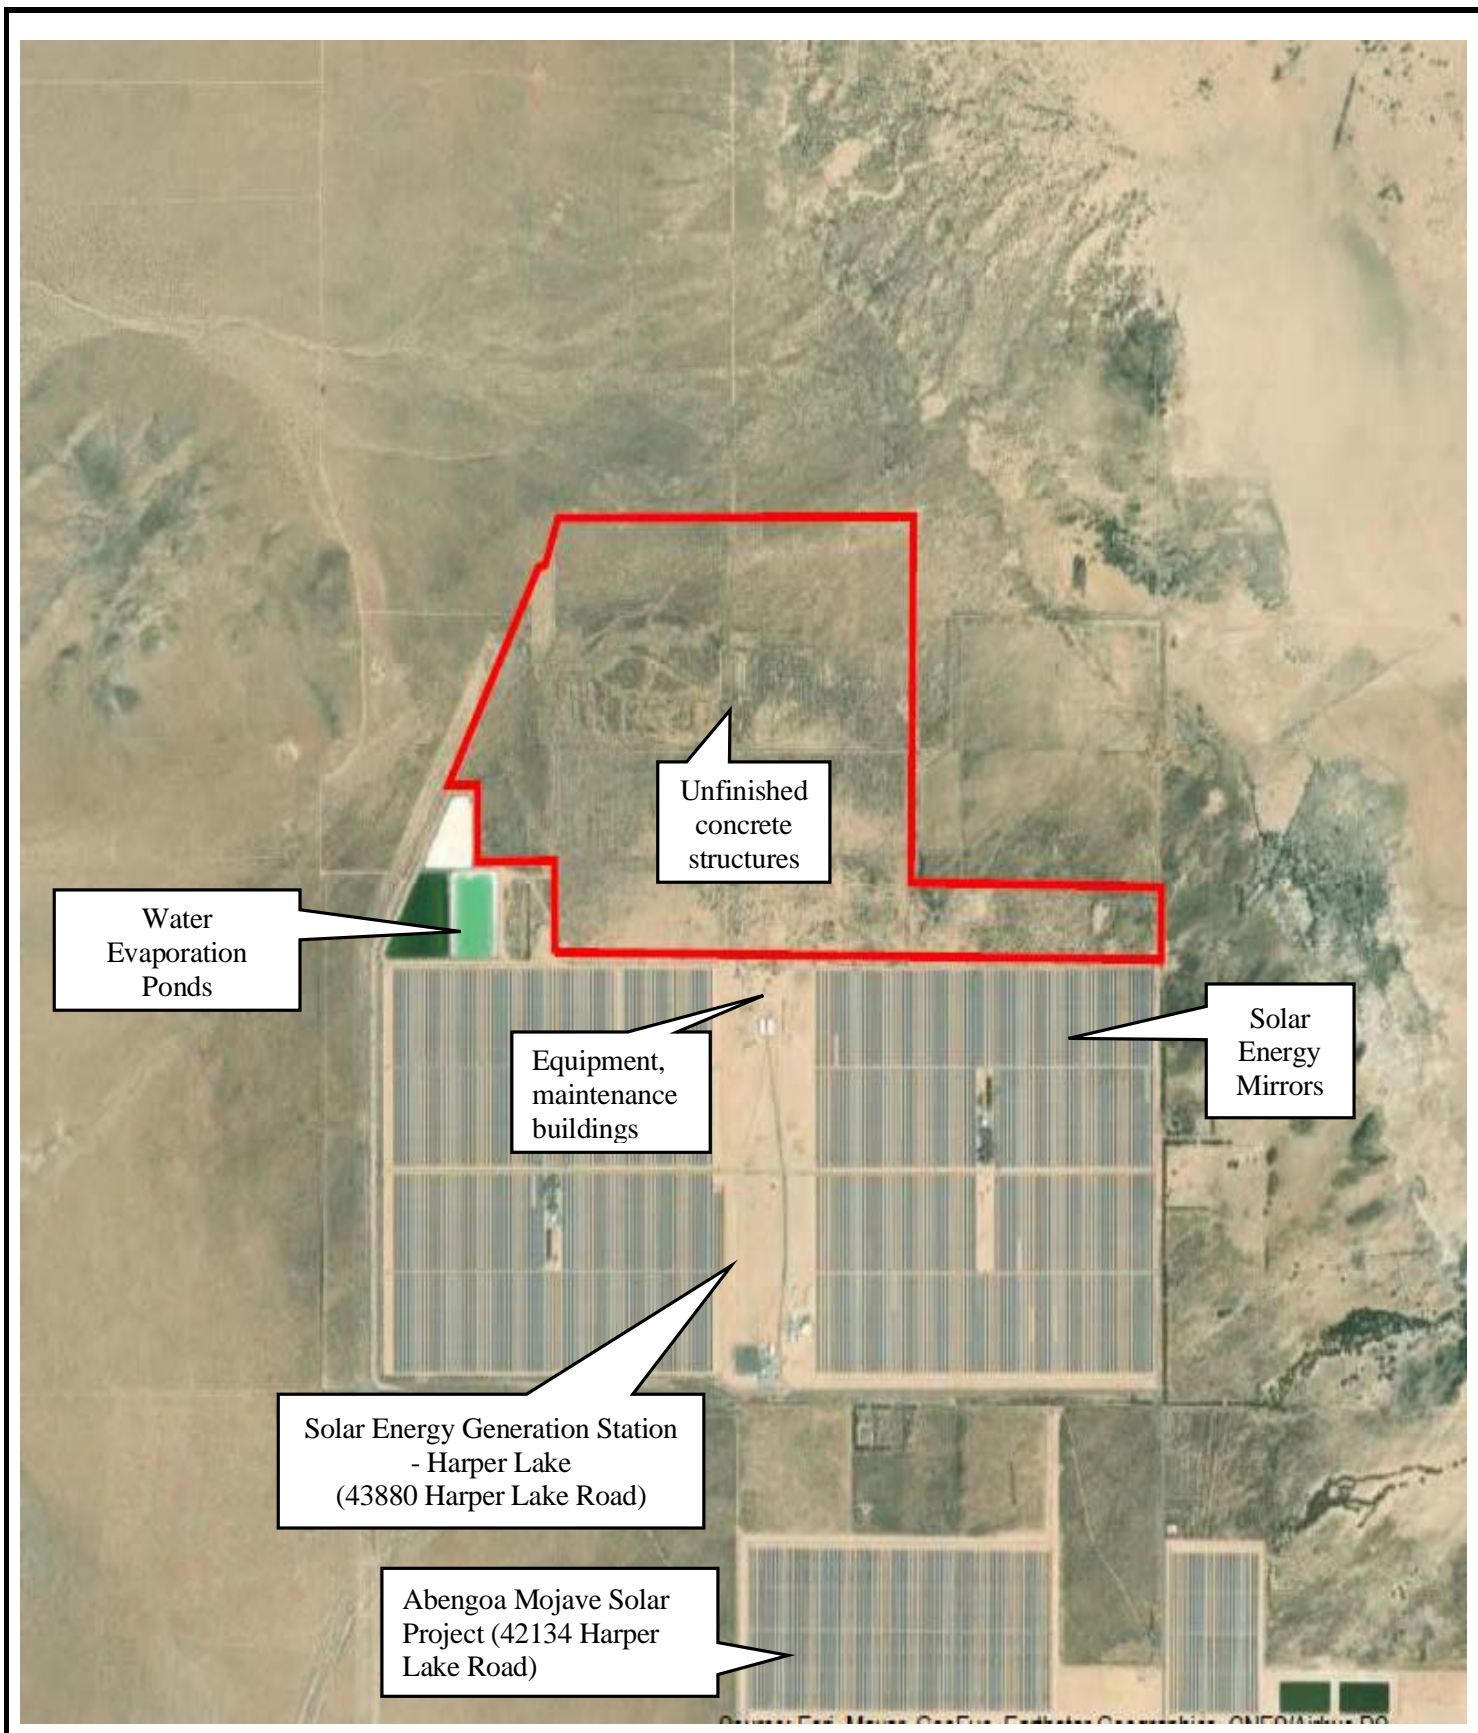 Unfinished
concrete
structures
Water
Evaporation
Ponds
Solar
Energy
Mirrors
Equipment,
maintenance
buildings
Solar Energy Generation Station
- Harper Lake
(43880 Harper Lake Road)
Abengoa Mojave Solar
Project (42134 Harper
Lake Road)